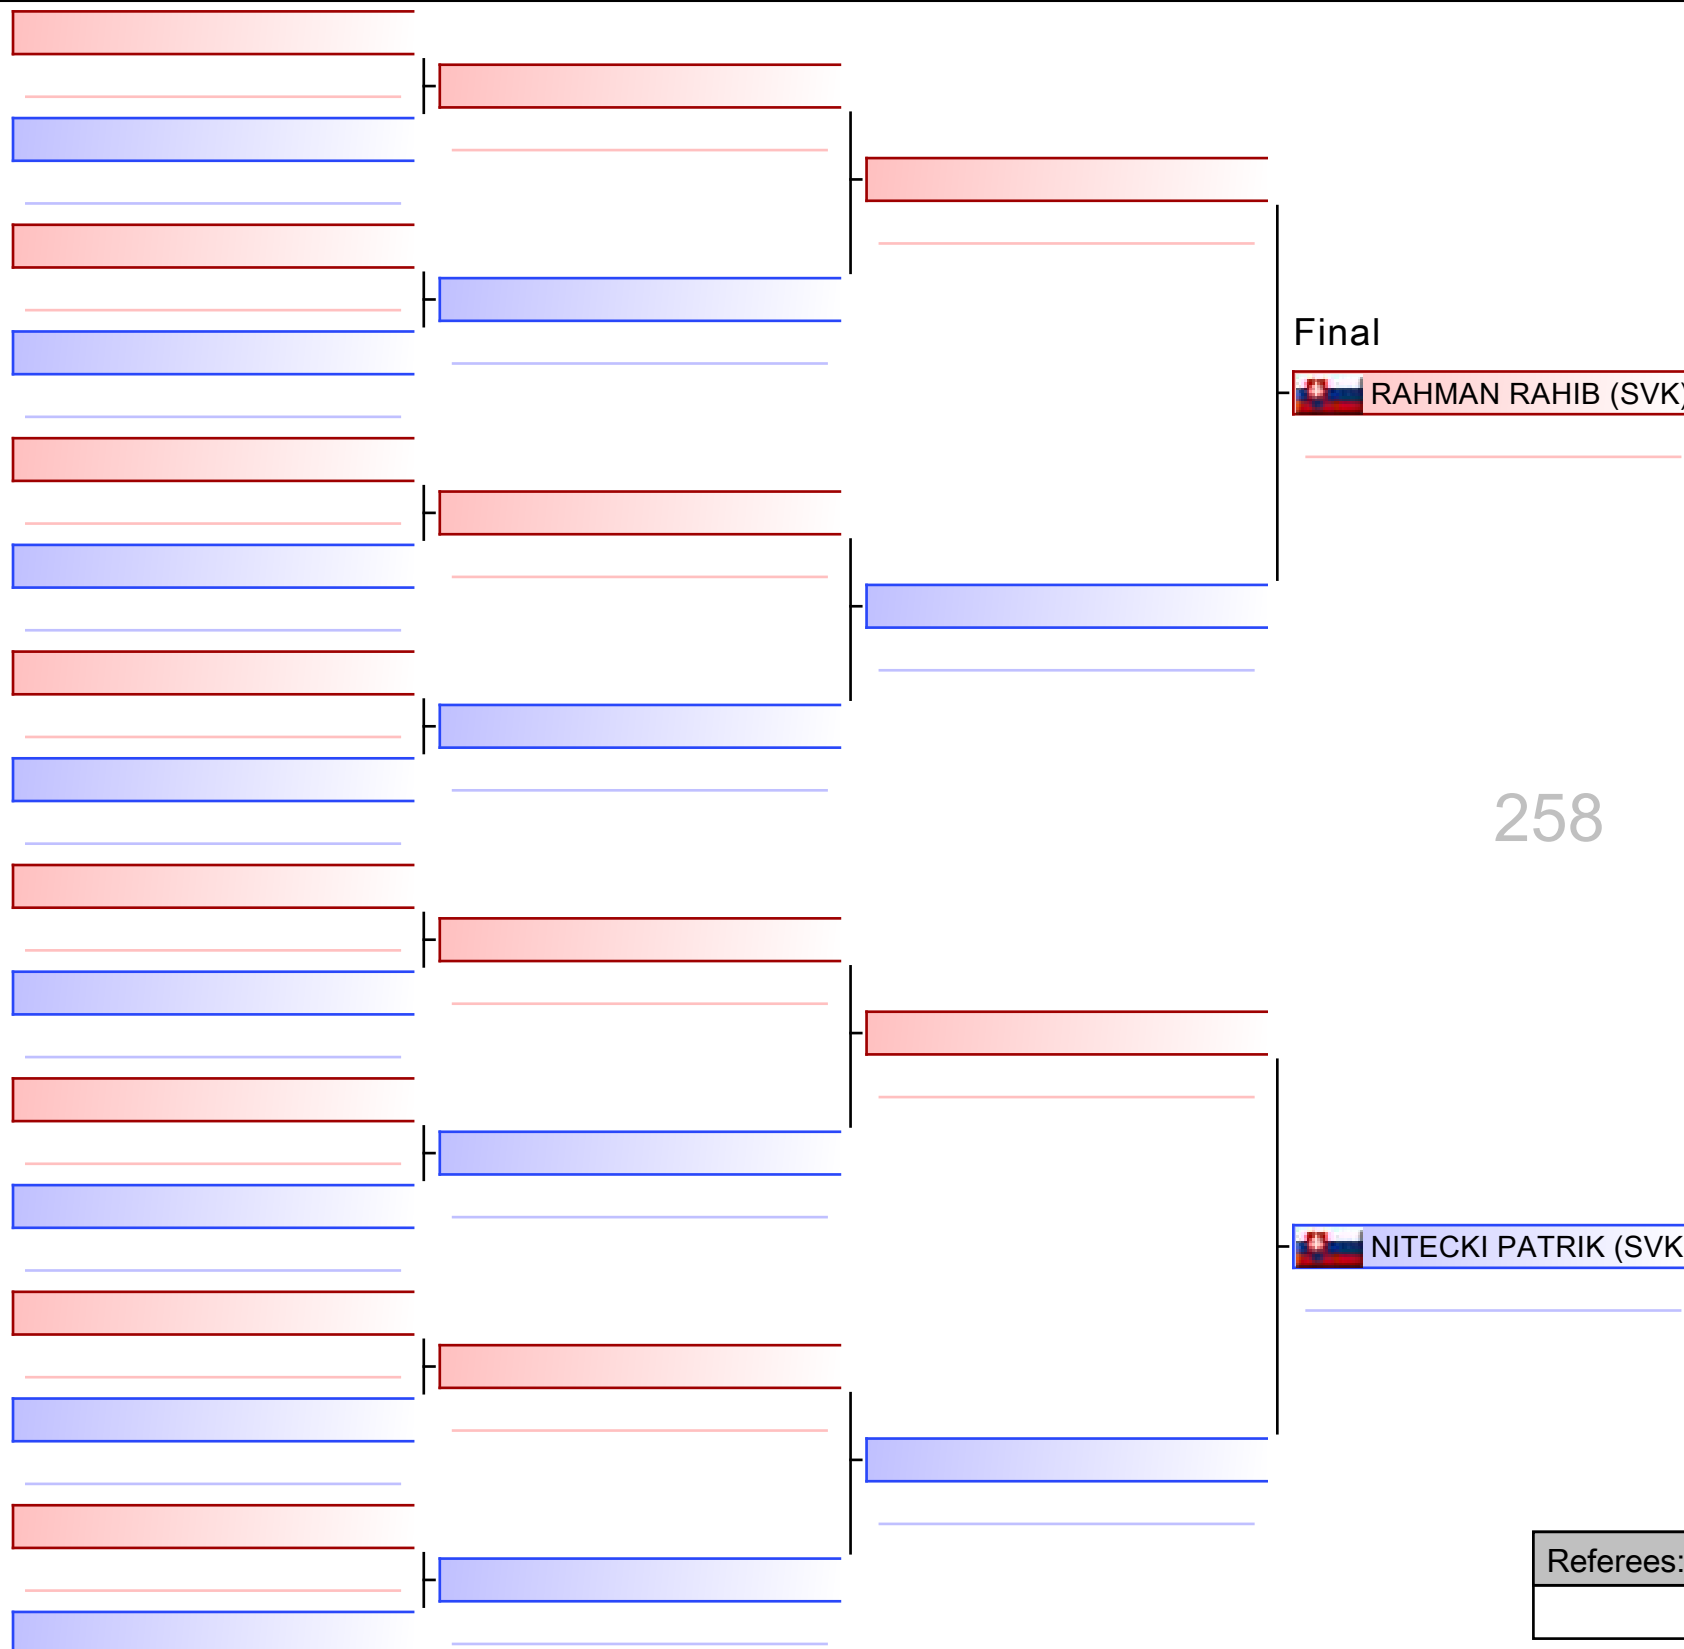 Final
RAHMAN RAHIB (SVK)
258
NITECKI PATRIK (SVK
Referees: